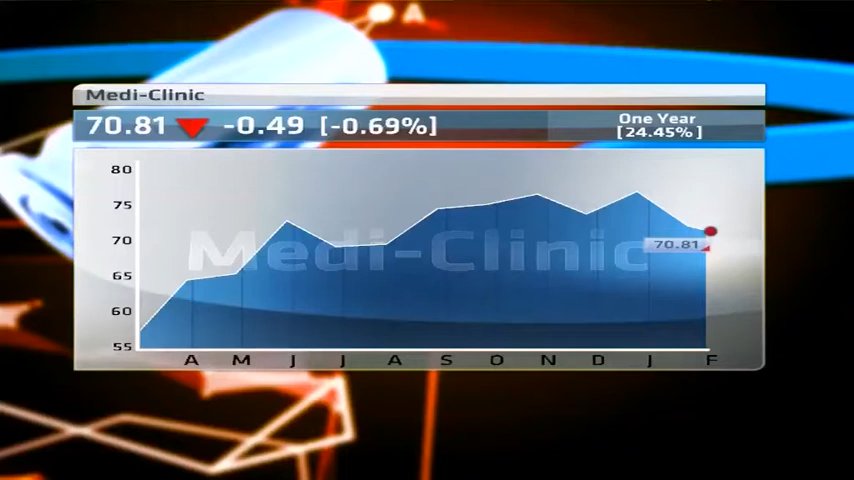 A
Medi-Clinic
70.81 -0.49 [-0.69%]
One Year
[24.45%]
80
75
70
65
60
55
Medi-Clinic
70.81
A M J J A S O N D J F